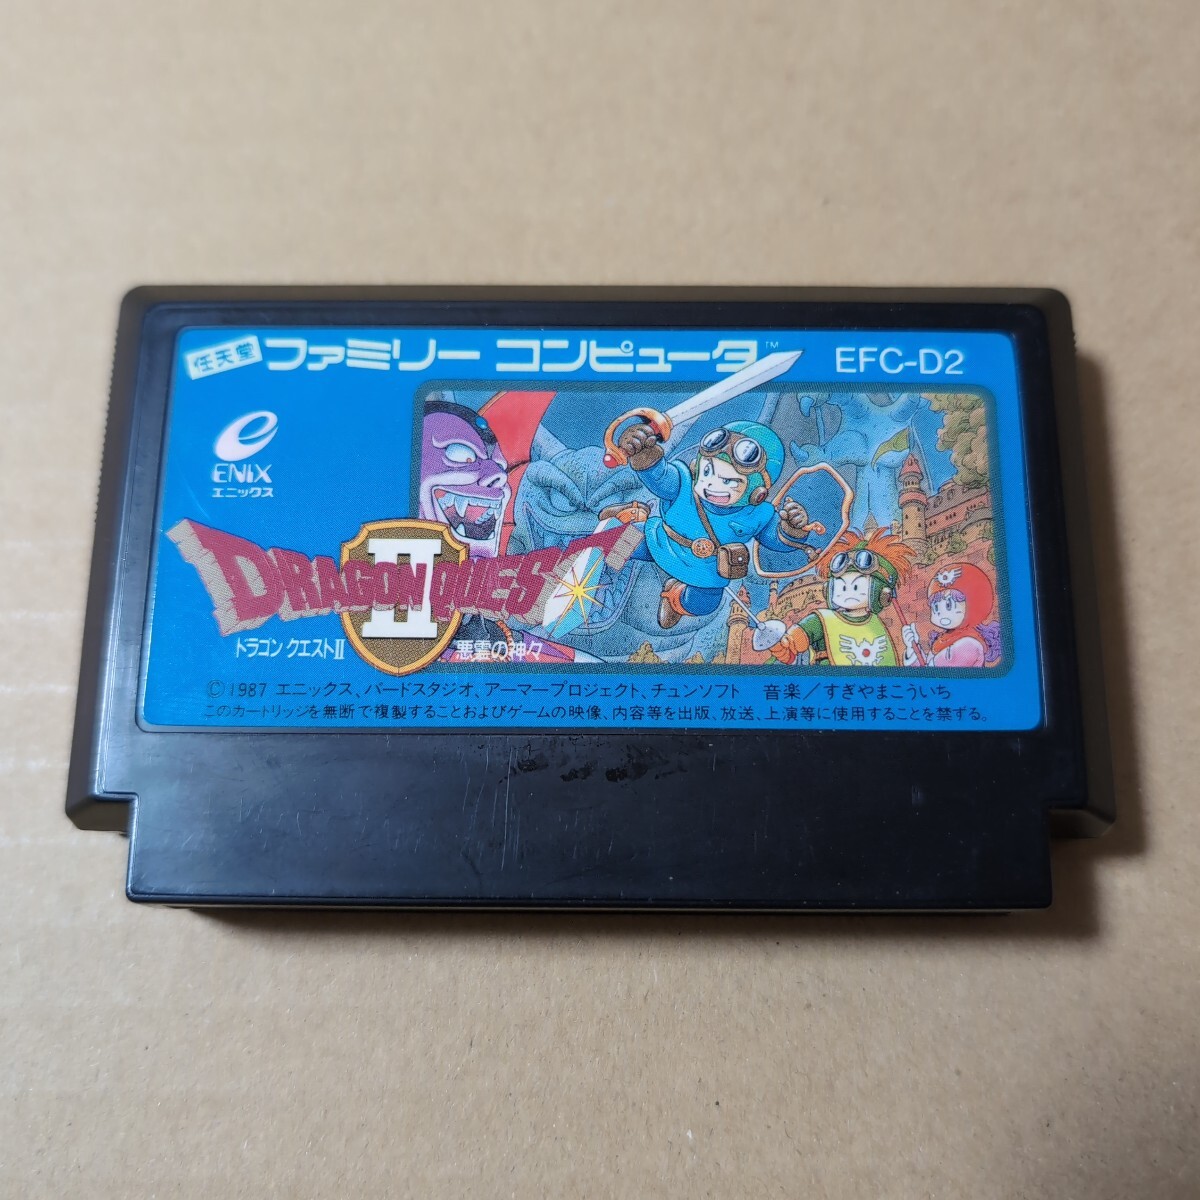 任天堂 ファミリー コンピュータ™ EFC-D2
ENIX
エニックス
DRAGON QUEST
II
ドラゴン クエストII 悪霊の神々
©1987 エニックス、バードスタジオ、アーマープロジェクト、チュンソフト 音楽/すぎやまこういち
このカートリッジを無断で複製することおよびゲームの映像、内容等を出版、放送、上演等に使用することを禁ずる。